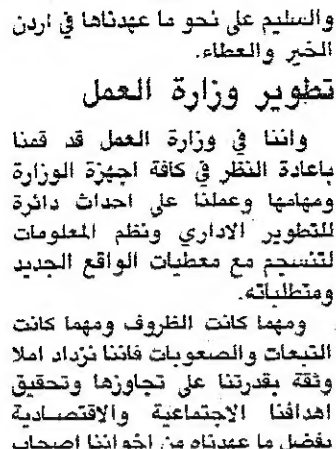 والسليم على نحو ما عهدناها في اردن
الخير والعطاء.
تطوير وزارة العمل
واننا في وزارة العمل قد قمنا
باعادة النظر في كافة اجهزة الوزارة
ومهامها وعملنا على احداث دائرة
للتطوير الاداري ونظم المعلومات
لتنسجم مع معطيات الواقع الجديد
ومتطلباته.
ومهما كانت الظروف ومهما كانت
التبعات والصعوبات فاننا نزداد املا
وثقة بقدرتنا على تجاوزها وتحقيق
اهدافنا الاجتماعية والاقتصادية
بفضل ما عهدناه من اخواننا اصحاب